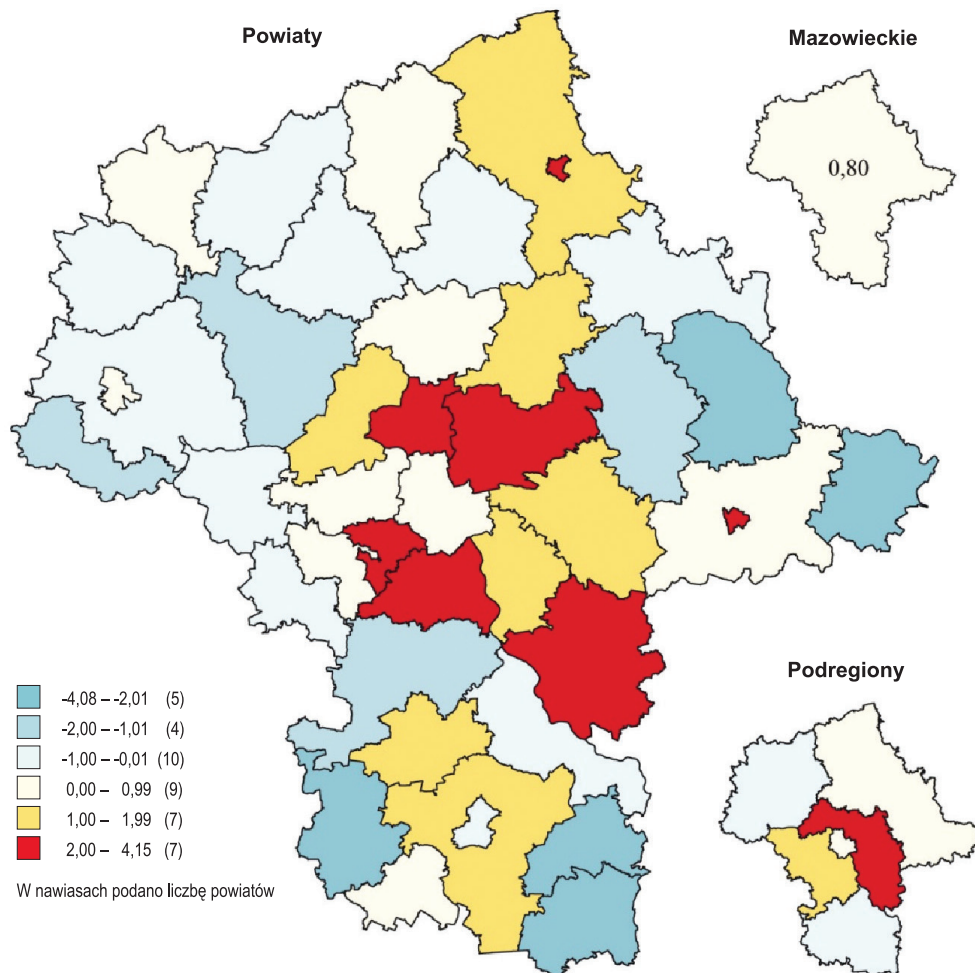 Powiaty
Mazowieckie
0,80
Podregiony
-4,08 – -2,01 (5)
-2,00 – -1,01 (4)
-1,00 – -0,01 (10)
0,00 – 0,99 (9)
1,00 – 1,99 (7)
2,00 – 4,15 (7)
W nawiasach podano liczbę powiatów